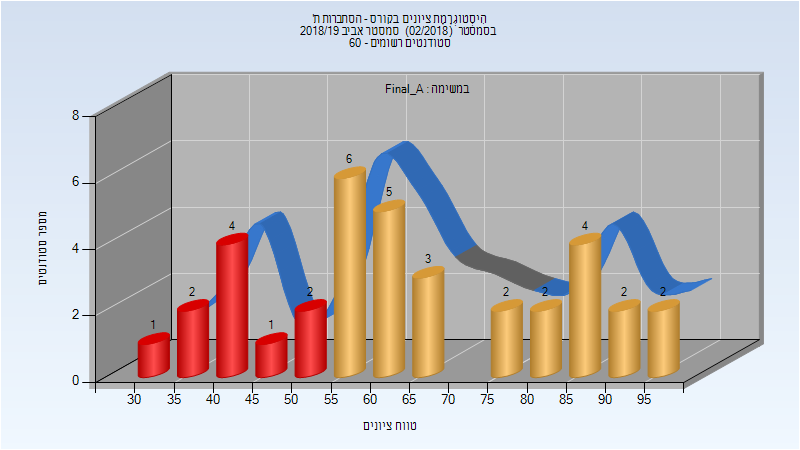 היסטוגרמת ציונים בקורס - הסתברות ת'
בסמסטר (02/2018) סמסטר אביב 2018/19
סטודנטים רשומים - 60
במשימה : Final_A
מספר סטודנטים
8
6
4
2
0
1
2
4
1
2
6
5
3
2
2
4
2
2
30 35 40 45 50 55 60 65 70 75 80 85 90 95
טווח ציונים